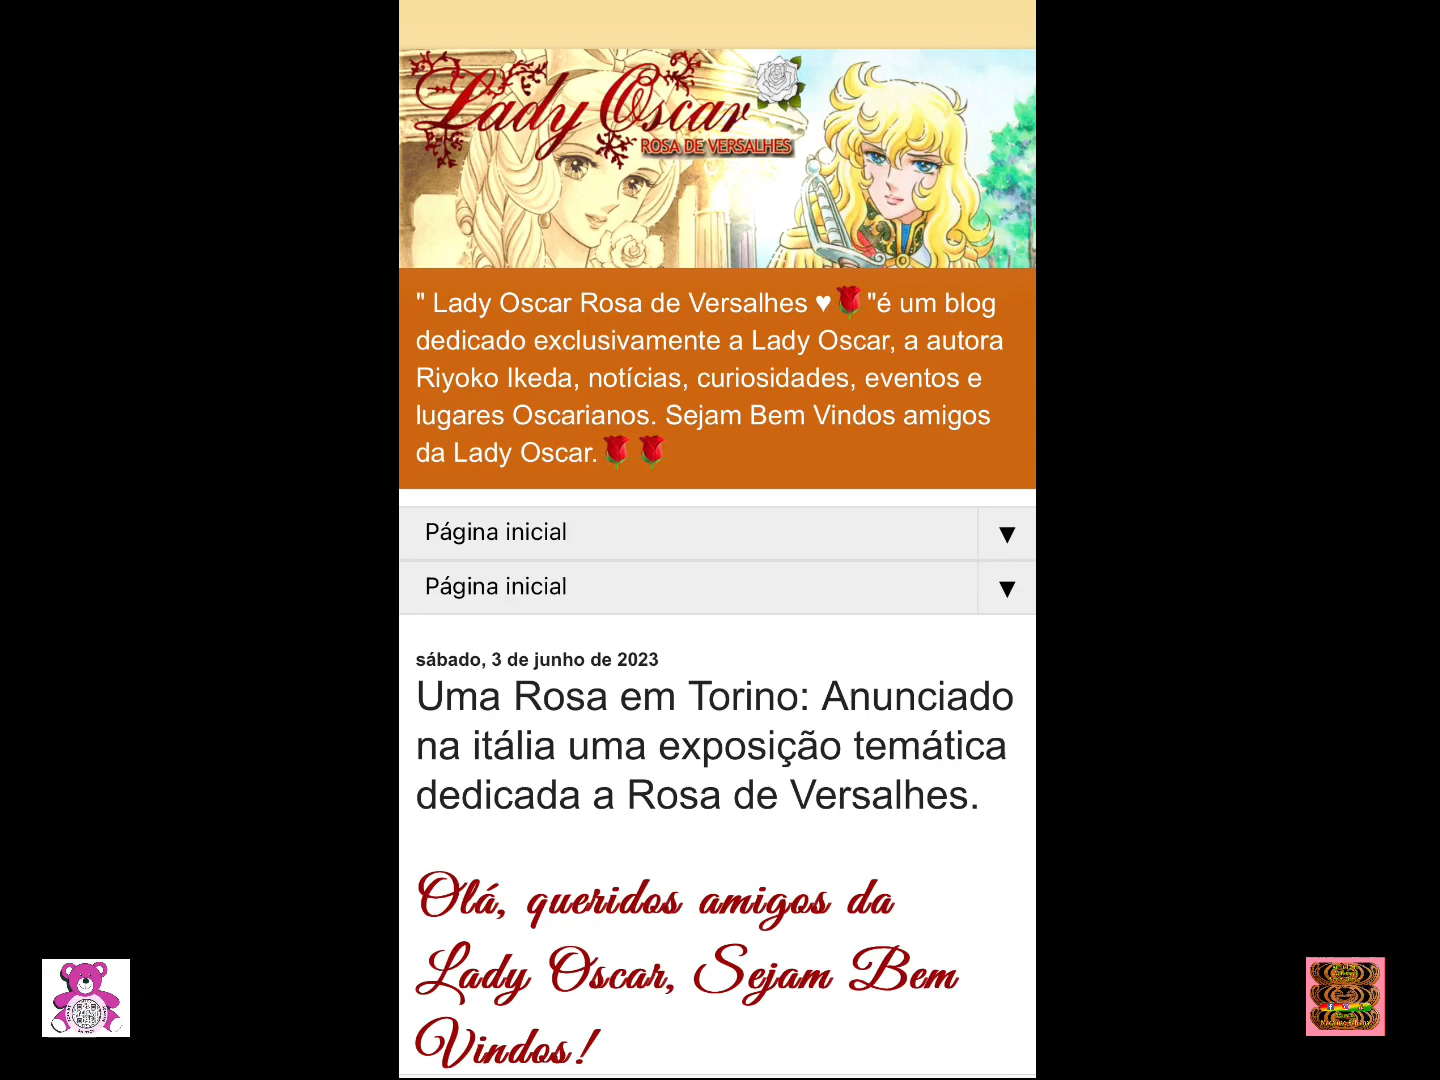 Lady Oscar
ROSA DE VERSALHES
" Lady Oscar Rosa de Versalhes ♥🌹"é um blog
dedicado exclusivamente a Lady Oscar, a autora
Riyoko Ikeda, notícias, curiosidades, eventos e
lugares Oscarianos. Sejam Bem Vindos amigos
da Lady Oscar.🌹🌹
Página inicial ▼
Página inicial ▼
sábado, 3 de junho de 2023
Uma Rosa em Torino: Anunciado
na itália uma exposição temática
dedicada a Rosa de Versalhes.
Olá, queridos amigos da
Lady Oscar, Sejam Bem
Vindos!